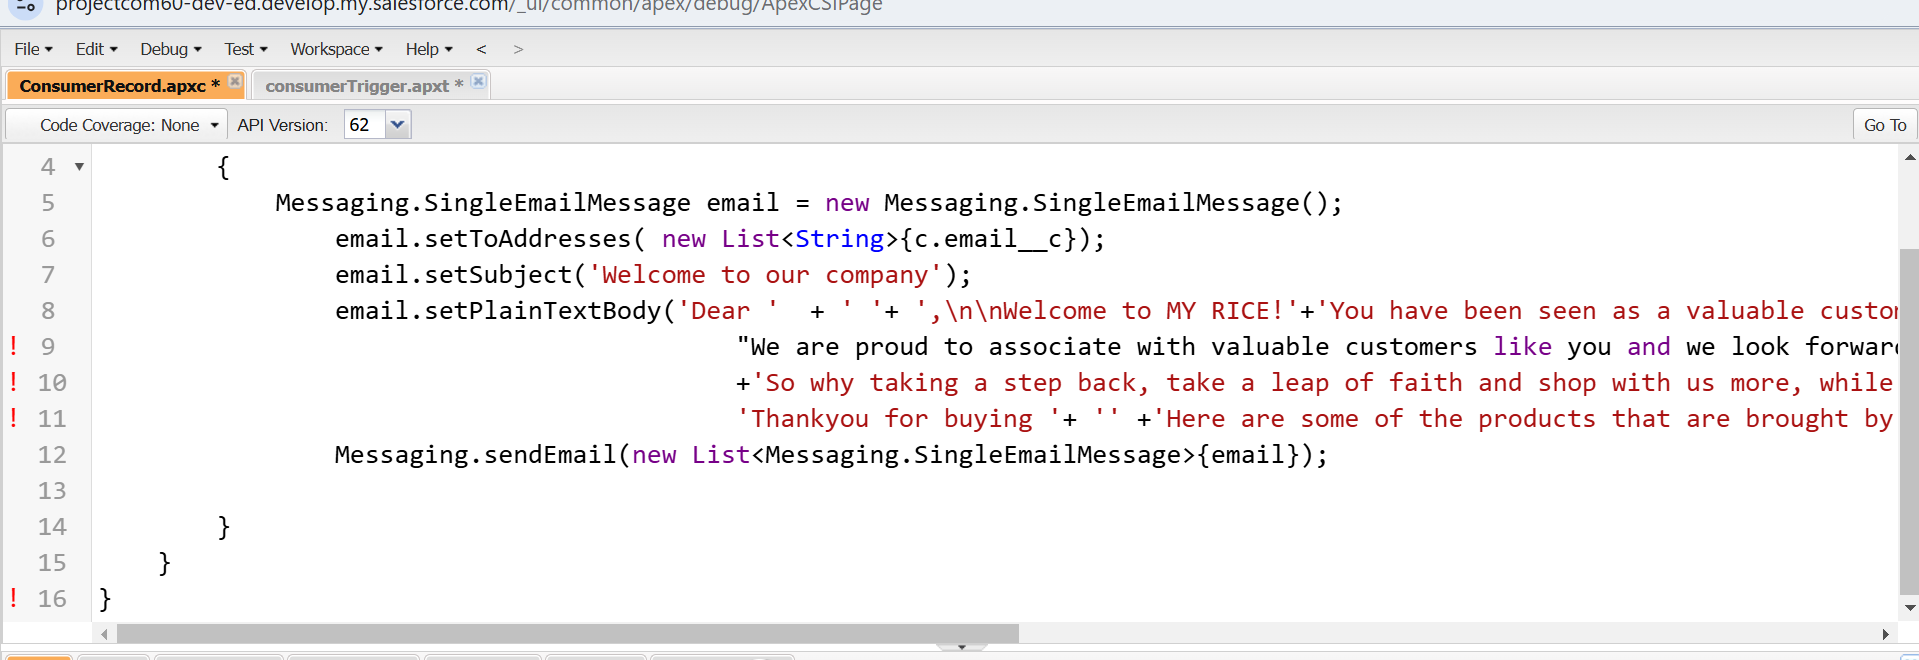 projectcom60-dev-ed.develop.my.salesforce.com/_ui/common/apex/debug/ApexCSIPage
File Edit Debug Test Workspace Help < >
ConsumerRecord.apxc * consumerTrigger.apxt *
Code Coverage: None API Version: 62 Go To
4 {
5 Messaging.SingleEmailMessage email = new Messaging.SingleEmailMessage();
6 email.setToAddresses( new List<String>{c.email__c});
7 email.setSubject('Welcome to our company');
8 email.setPlainTextBody('Dear ' + ' '+ ',\n\nWelcome to MY RICE!'+'You have been seen as a valuable custo
! 9 "We are proud to associate with valuable customers like you and we look forwar
! 10 +'So why taking a step back, take a leap of faith and shop with us more, while
! 11 'Thankyou for buying '+ '' +'Here are some of the products that are brought by
12 Messaging.sendEmail(new List<Messaging.SingleEmailMessage>{email});
13
14 }
15 }
! 16 }